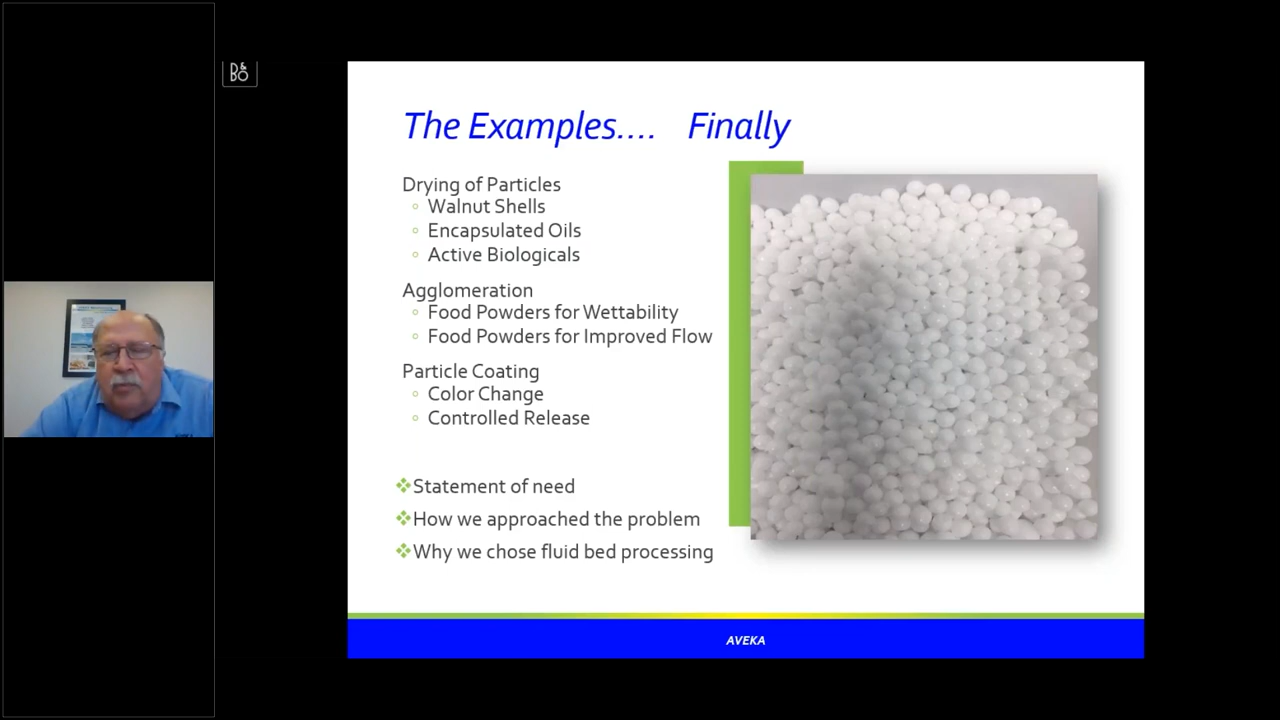 The Examples.... Finally
Drying of Particles
Walnut Shells
Encapsulated Oils
Active Biologicals
Agglomeration
Food Powders for Wettability
Food Powders for Improved Flow
Particle Coating
Color Change
Controlled Release
Statement of need
How we approached the problem
Why we chose fluid bed processing
AVEKA